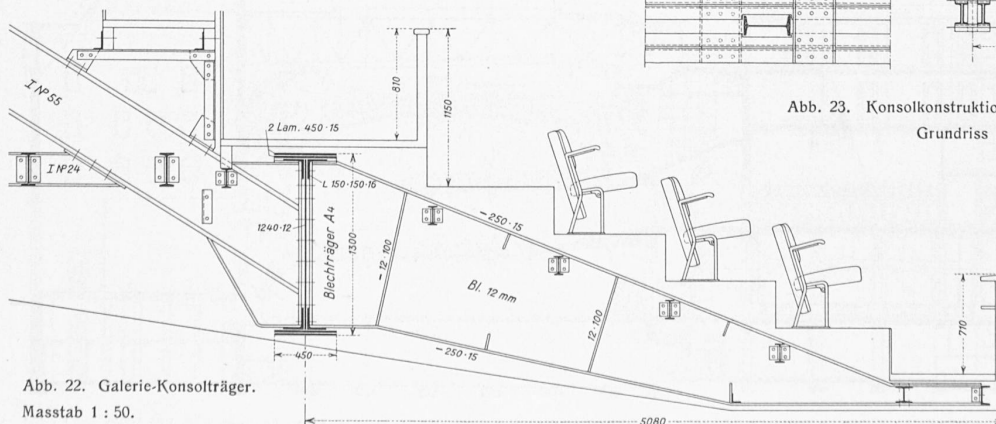 I Nº 55
I Nº 24
2 Lam. 450·15
810
1150
L 150·150·16
1240·12
Blechträger A4
1300
450
– 12·100
– 250·15
Bl. 12 mm
12·100
– 250·15
710
5080
Abb. 23. Konsolkonstruktio
Grundriss
Abb. 22. Galerie-Konsolträger.
Masstab 1 : 50.